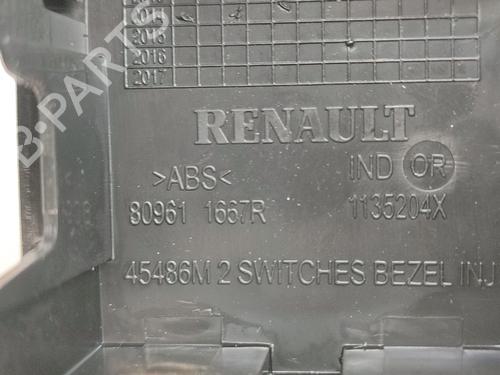 2015
2016
2017
RENAULT
>ABS< IND OR
80961 1667R 1135204X
45486M 2 SWITCHES BEZEL INJ
B-PARTS